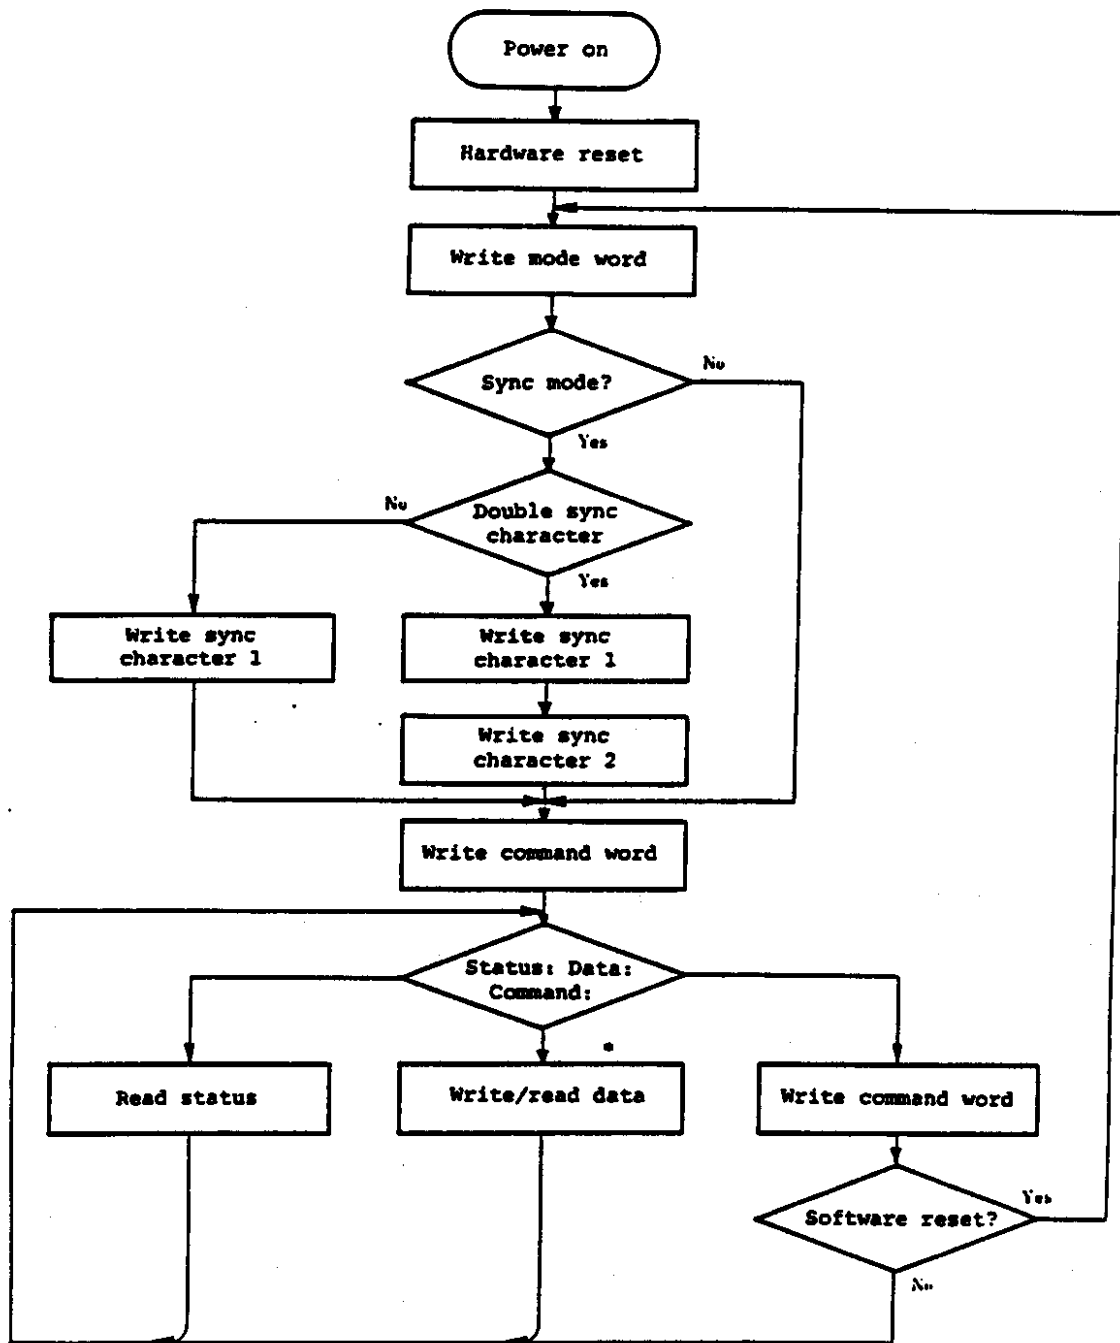 Power on
Hardware reset
Write mode word
No
Sync mode?
Yes
No
Double sync
character
Yes
Write sync
character 1
Write sync
character 1
Write sync
character 2
Write command word
Status: Data:
Command:
*
Read status
Write/read data
Write command word
Yes
Software reset?
No